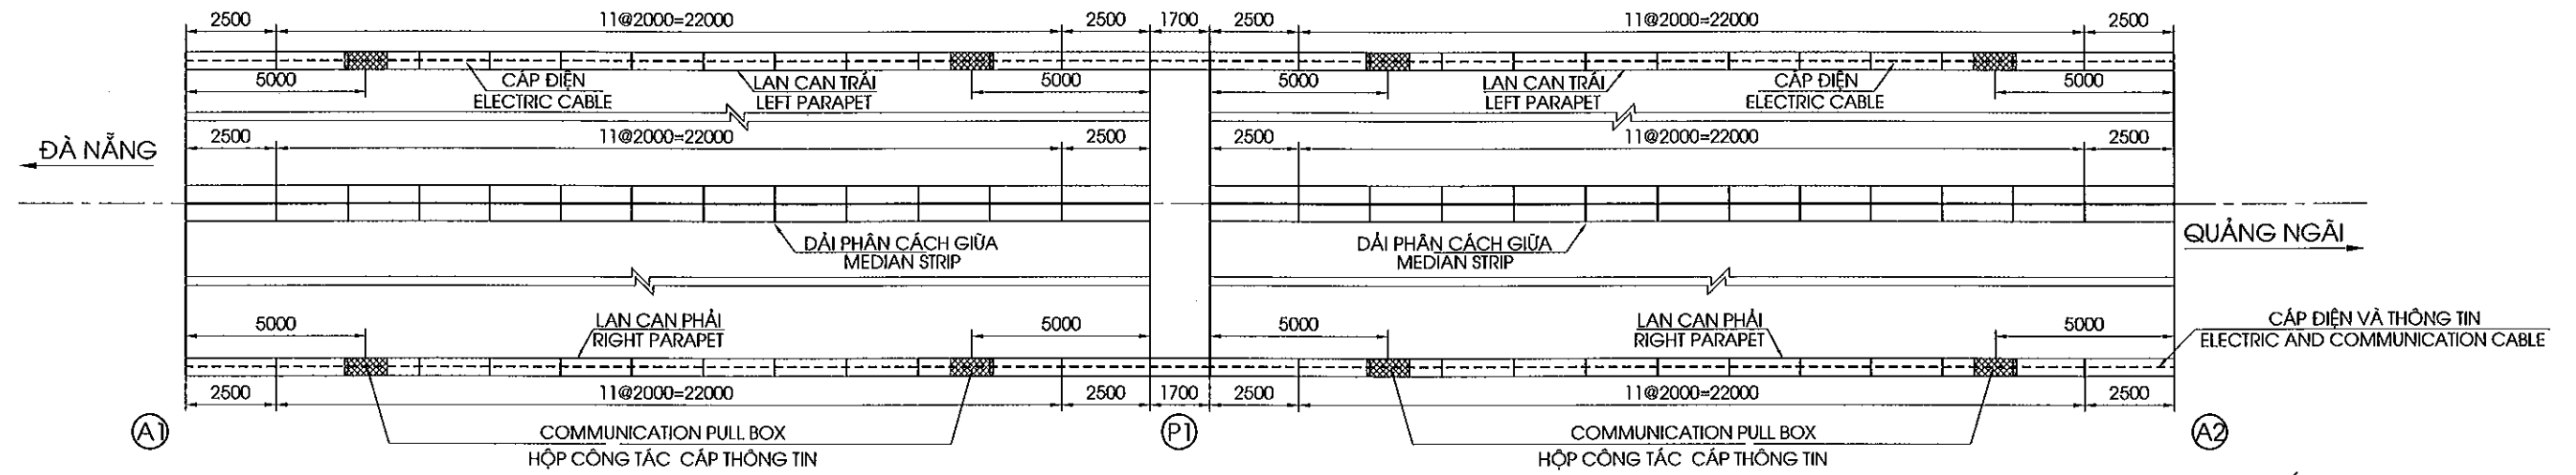 2500 11@2000=22000 2500 1700 2500 11@2000=22000 2500
5000 CÁP ĐIỆN LAN CAN TRÁI 5000 5000 LAN CAN TRÁI CÁP ĐIỆN 5000
ELECTRIC CABLE LEFT PARAPET LEFT PARAPET ELECTRIC CABLE
2500 11@2000=22000 2500 2500 11@2000=22000 2500
ĐÀ NẴNG
DẢI PHÂN CÁCH GIỮA DẢI PHÂN CÁCH GIỮA QUẢNG NGÃI
MEDIAN STRIP MEDIAN STRIP
5000 LAN CAN PHẢI 5000 5000 LAN CAN PHẢI 5000 CÁP ĐIỆN VÀ THÔNG TIN
RIGHT PARAPET RIGHT PARAPET ELECTRIC AND COMMUNICATION CABLE
2500 11@2000=22000 2500 1700 2500 11@2000=22000 2500
A1 P1 A2
COMMUNICATION PULL BOX COMMUNICATION PULL BOX
HỘP CÔNG TÁC CÁP THÔNG TIN HỘP CÔNG TÁC CÁP THÔNG TIN